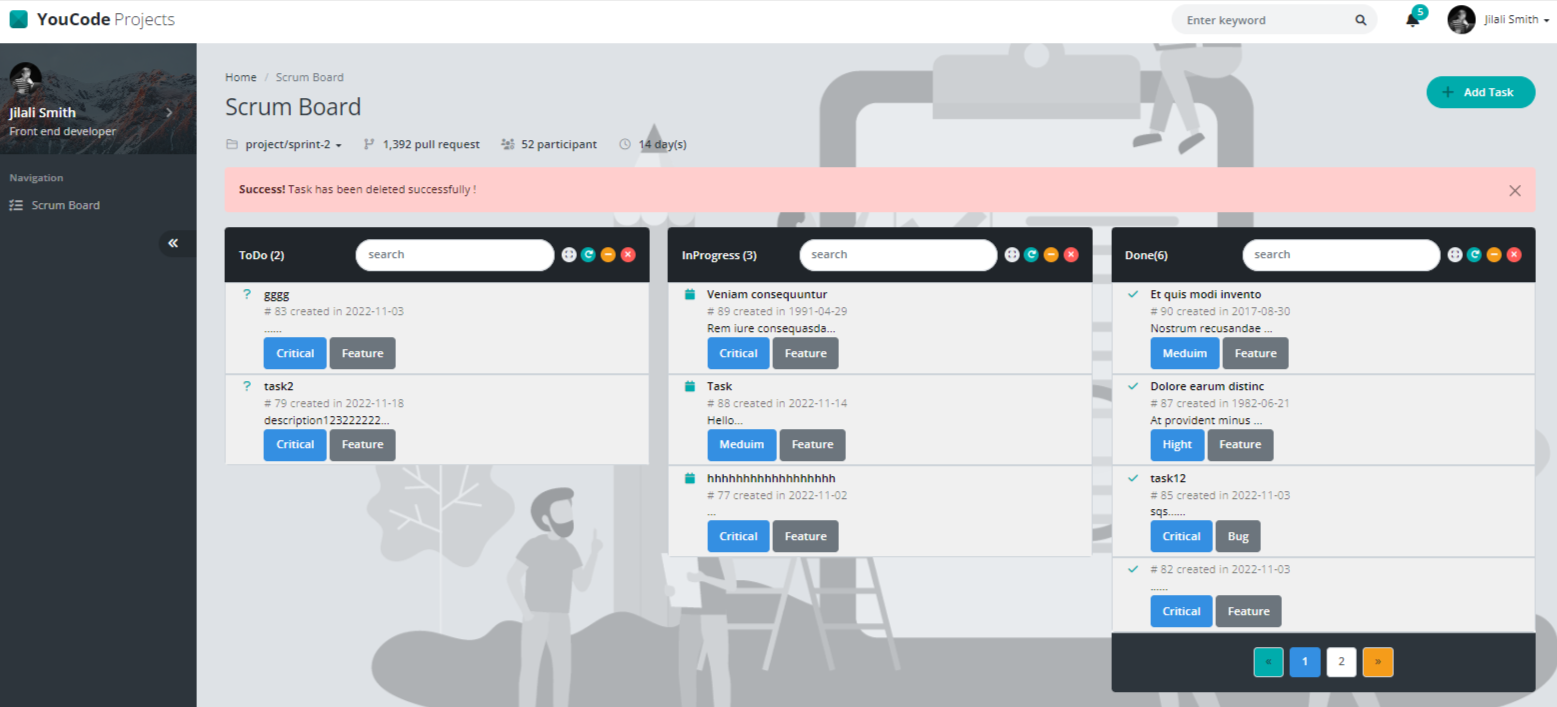 YouCode Projects
Enter keyword
5
Jilali Smith
Jilali Smith
Front end developer
Navigation
Scrum Board
Home / Scrum Board
Scrum Board
+ Add Task
project/sprint-2
1,392 pull request
52 participant
14 day(s)
Success! Task has been deleted successfully !
ToDo (2)
search
? gggg
# 83 created in 2022-11-03
......
Critical
Feature
? task2
# 79 created in 2022-11-18
description123222222...
Critical
Feature
InProgress (3)
search
Veniam consequuntur
# 89 created in 1991-04-29
Rem iure consequasda...
Critical
Feature
Task
# 88 created in 2022-11-14
Hello...
Meduim
Feature
hhhhhhhhhhhhhhhhhh
# 77 created in 2022-11-02
...
Critical
Feature
Done(6)
search
Et quis modi invento
# 90 created in 2017-08-30
Nostrum recusandae ...
Meduim
Feature
Dolore earum distinc
# 87 created in 1982-06-21
At provident minus ...
Hight
Feature
task12
# 85 created in 2022-11-03
sqs......
Critical
Bug
# 82 created in 2022-11-03
......
Critical
Feature
« 1 2 »